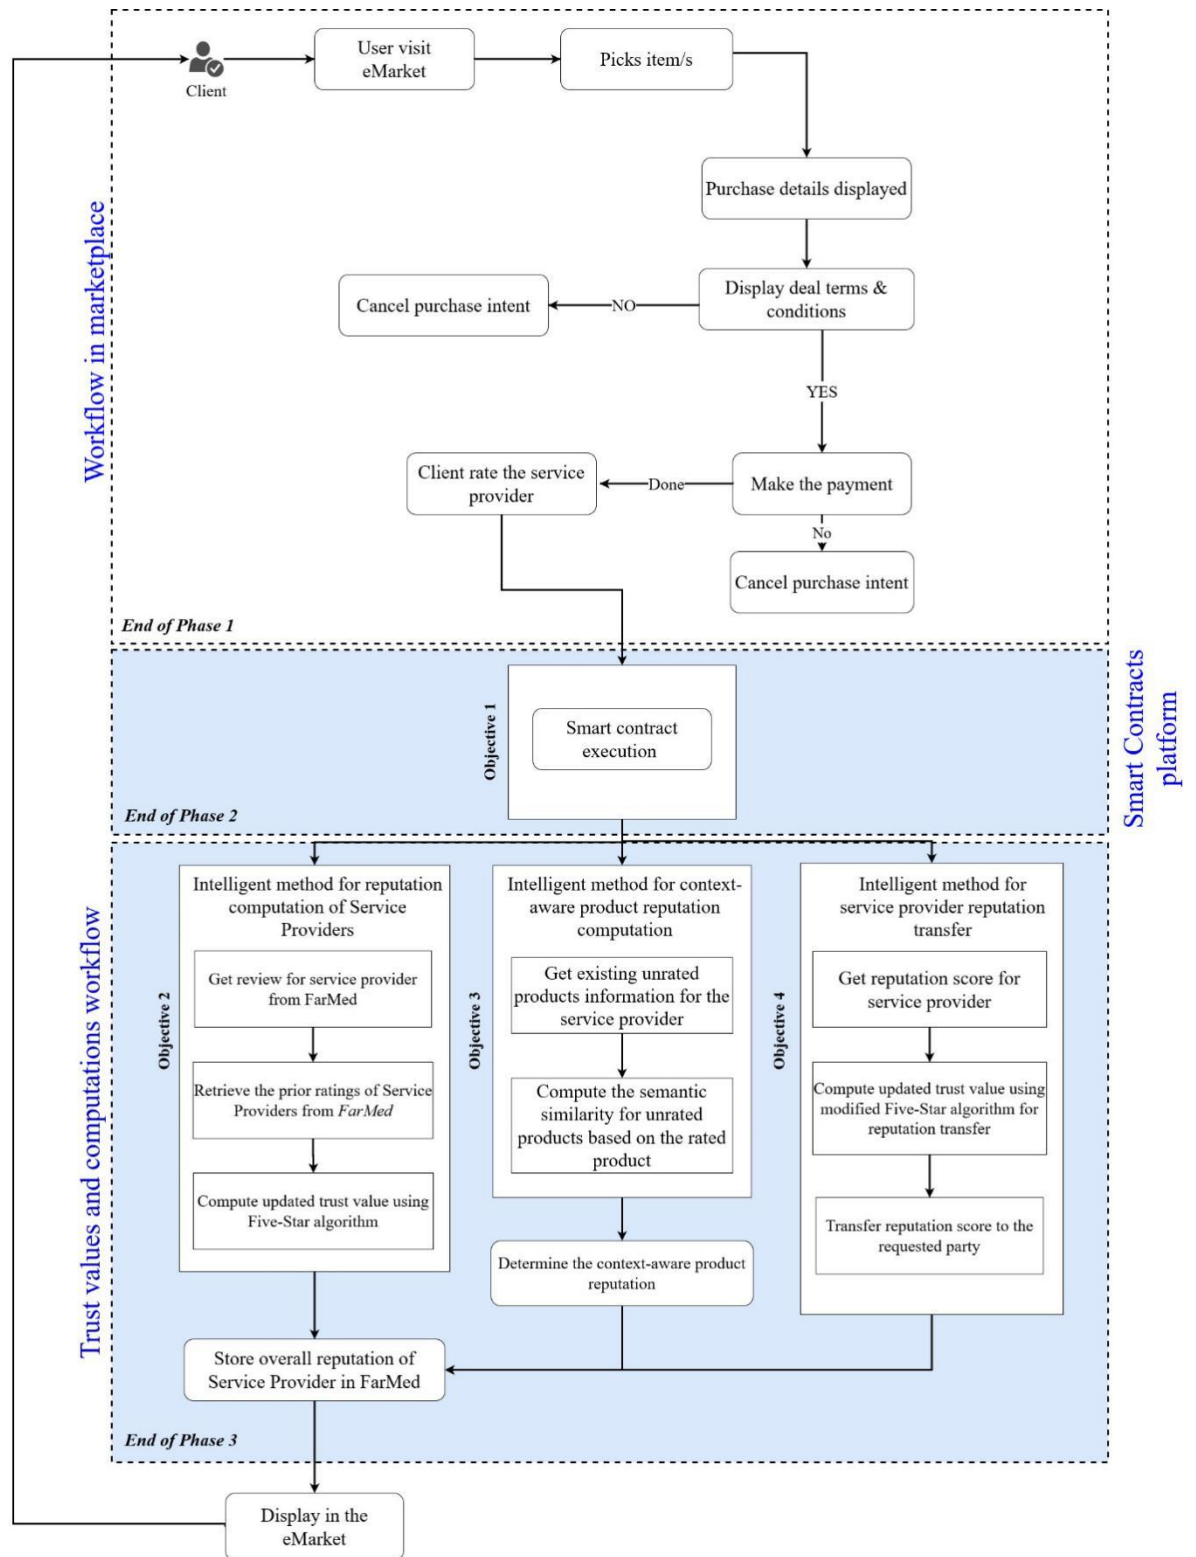 User visit
eMarket
Picks item/s
Client
Purchase details displayed
Display deal terms &
conditions
NO
Cancel purchase intent
YES
Workflow in marketplace
Client rate the service
provider
Done
Make the payment
No
Cancel purchase intent
End of Phase 1
Objective 1
Smart contract
execution
Smart Contracts
platform
End of Phase 2
Trust values and computations workflow
Objective 2
Intelligent method for reputation
computation of Service
Providers
Get review for service provider
from FarMed
Retrieve the prior ratings of Service
Providers from FarMed
Compute updated trust value using
Five-Star algorithm
Objective 3
Intelligent method for context-
aware product reputation
computation
Get existing unrated
products information for the
service provider
Compute the semantic
similarity for unrated
products based on the rated
product
Determine the context-aware product
reputation
Objective 4
Intelligent method for
service provider reputation
transfer
Get reputation score for
service provider
Compute updated trust value using
modified Five-Star algorithm for
reputation transfer
Transfer reputation score to the
requested party
Store overall reputation of
Service Provider in FarMed
End of Phase 3
Display in the
eMarket